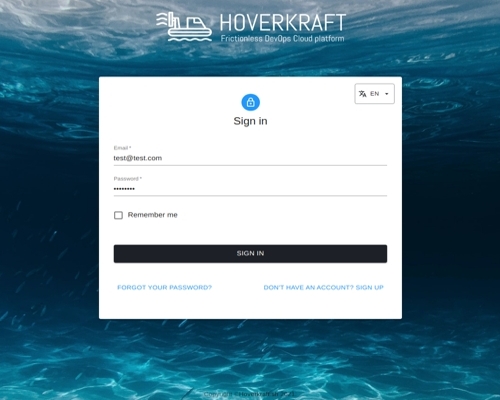 HOVERKRAFT
Frictionless DevOps Cloud platform
EN
Sign in
Email *
test@test.com
Password *
••••••••
Remember me
SIGN IN
FORGOT YOUR PASSWORD?
DON'T HAVE AN ACCOUNT? SIGN UP